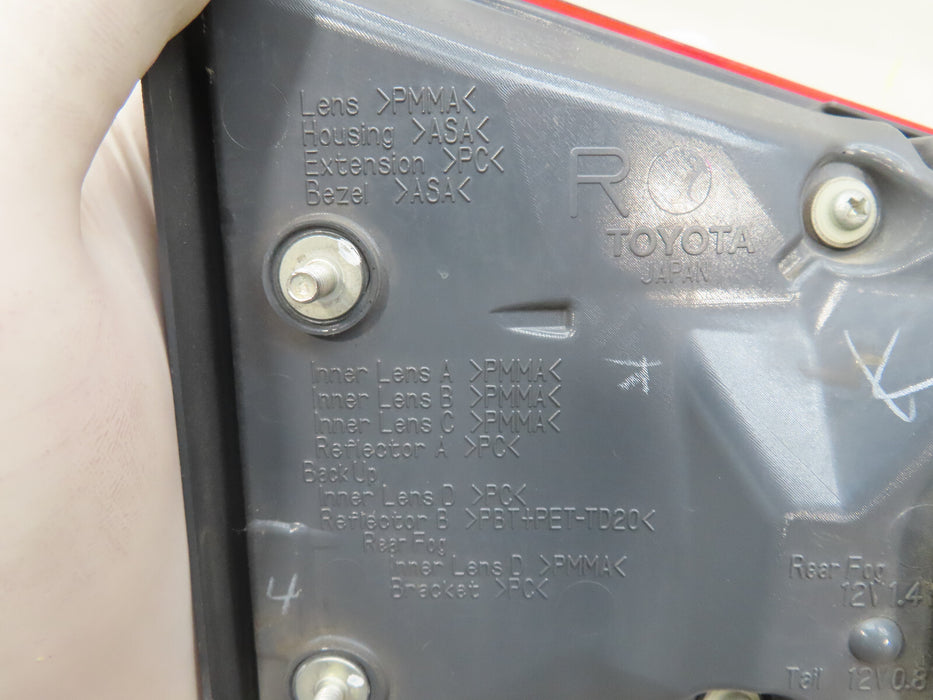 Lens >PMMA<
Housing >ASA<
Extension >PC<
Bezel >ASA<
R
TOYOTA
JAPAN
Inner Lens A >PMMA<
Inner Lens B >PMMA<
Inner Lens C >PMMA<
Reflector A >PC<
Back Up
Inner Lens D >PC<
Reflector B >PBT+PET-TD20<
Rear Fog
Inner Lens D >PMMA<
Bracket >PC<
4
Rear Fog
12V 1.4
Tail 12V 0.8